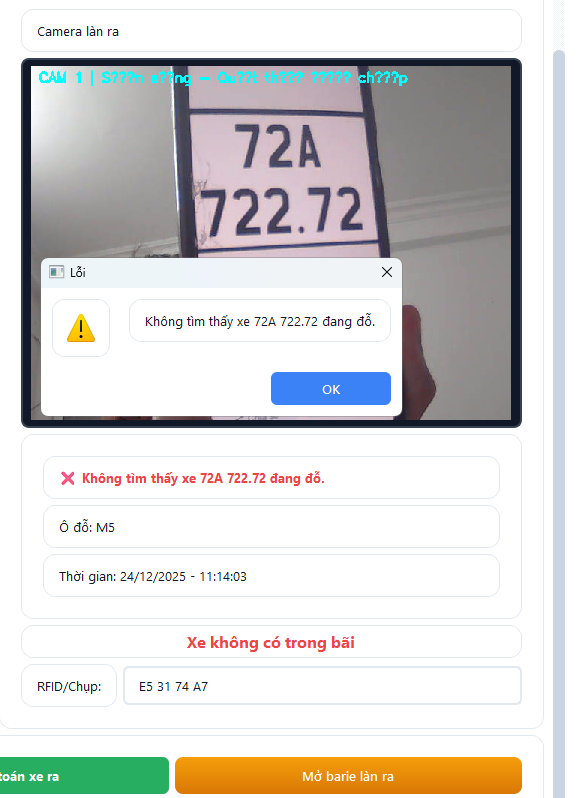 Camera làn ra
CAM 1 | S???n s??ng – Qu??t th??? ????? ch???p
72A
722.72
Lỗi
Không tìm thấy xe 72A 722.72 đang đỗ.
OK
❌ Không tìm thấy xe 72A 722.72 đang đỗ.
Ô đỗ: M5
Thời gian: 24/12/2025 - 11:14:03
Xe không có trong bãi
RFID/Chụp: E5 31 74 A7
toán xe ra
Mở barie làn ra